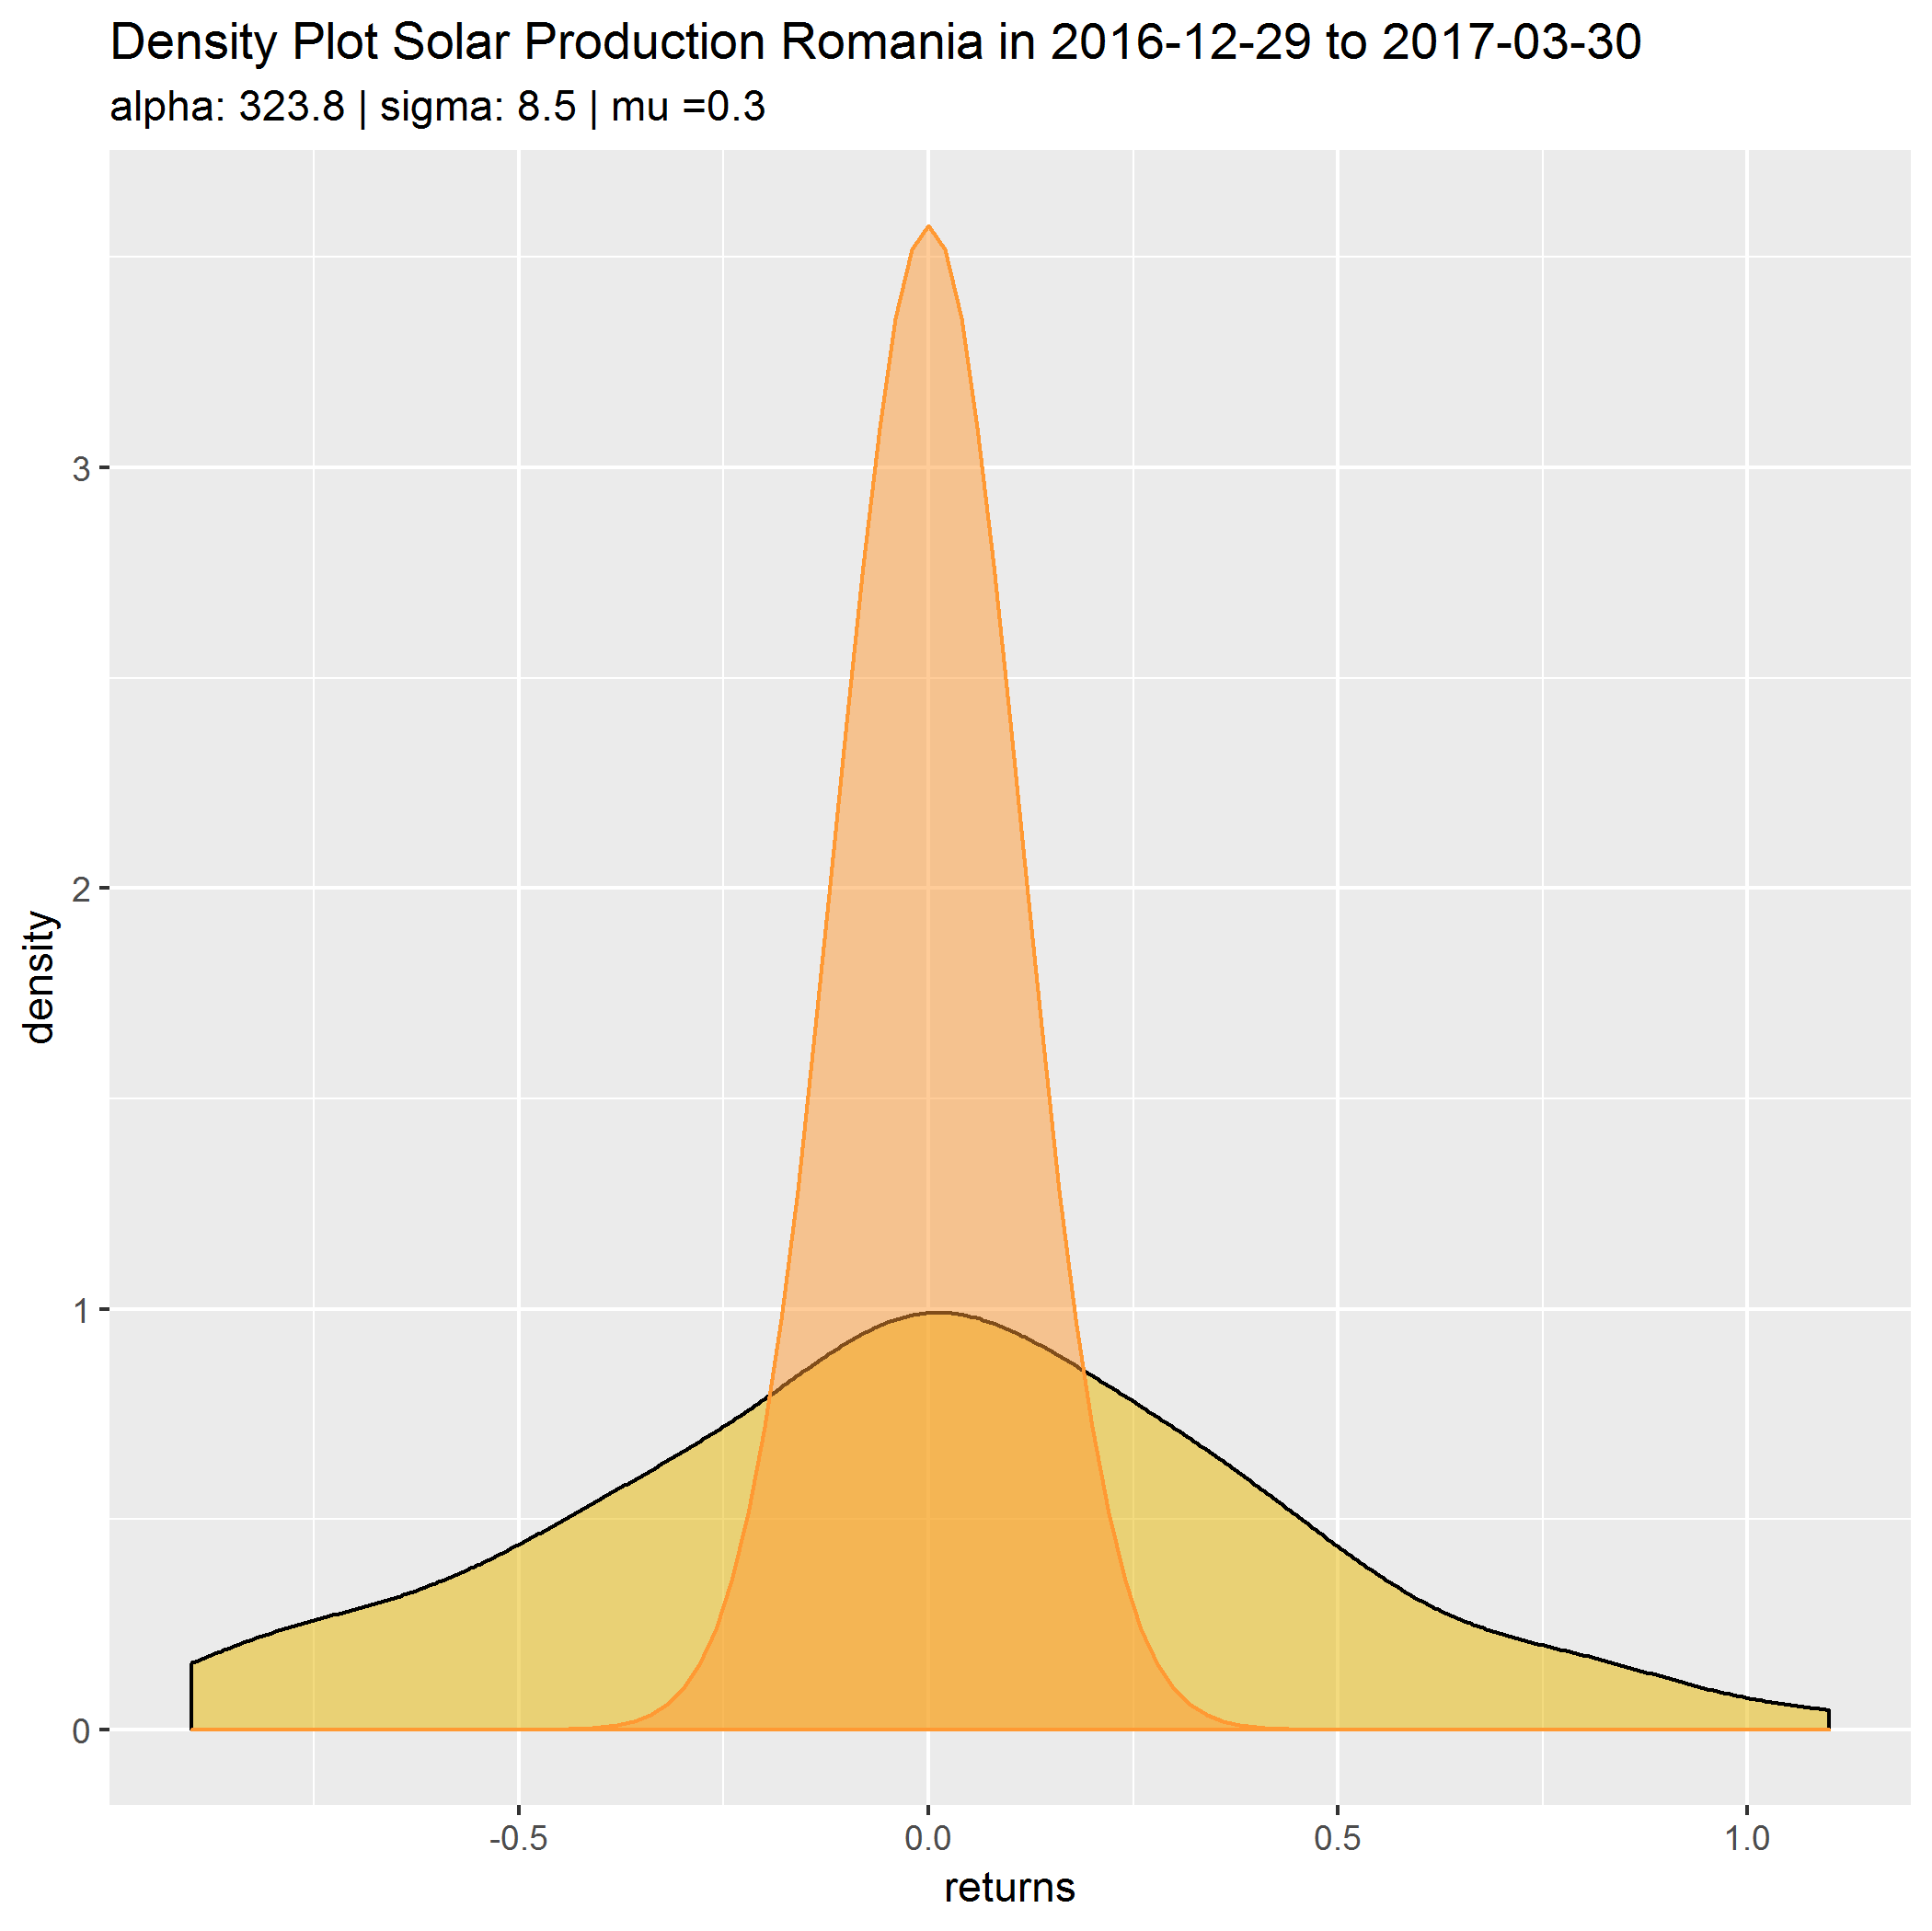 Density Plot Solar Production Romania in 2016-12-29 to 2017-03-30
alpha: 323.8 | sigma: 8.5 | mu =0.3
3
2
1
0
density
-0.5 0.0 0.5 1.0
returns